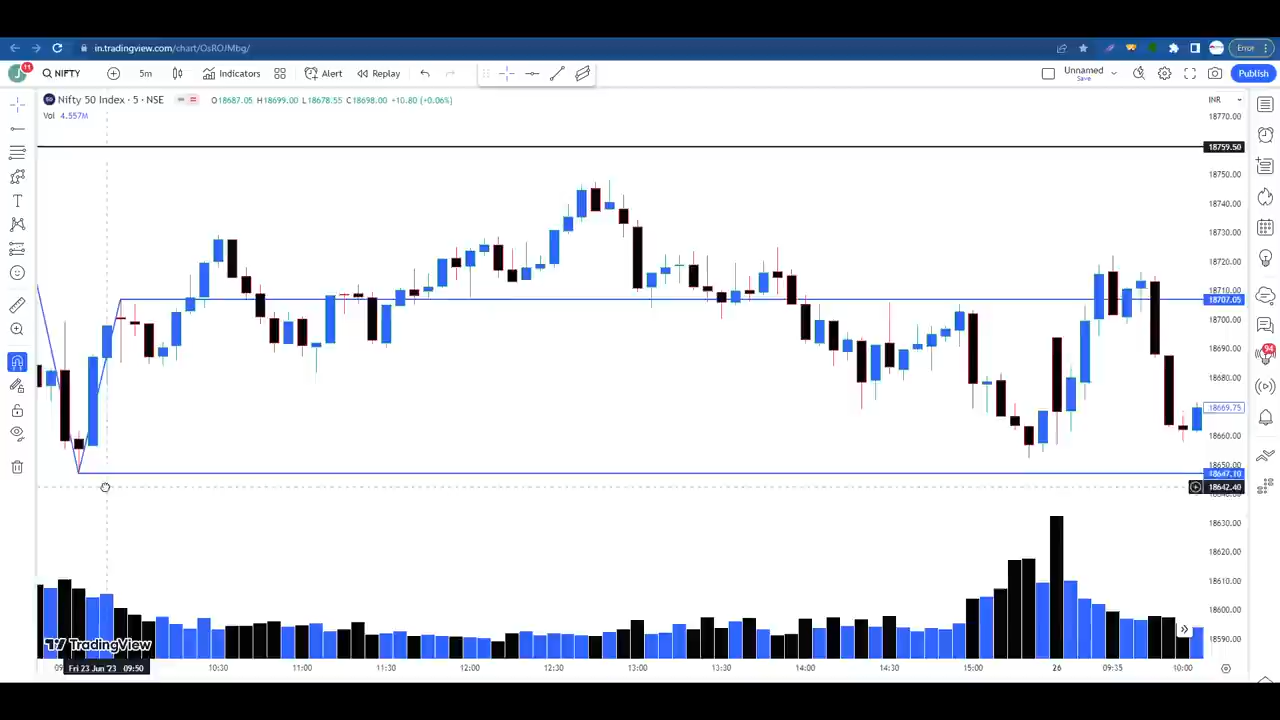 in.tradingview.com/chart/OsROJMbg/
Error
11
NIFTY
5m
Indicators
Alert
Replay
Unnamed
Save
Publish
Nifty 50 Index · 5 · NSE
O18687.05 H18699.00 L18678.55 C18698.00 +10.80 (+0.06%)
INR
Vol 4.557M
18770.00
18759.50
18750.00
18740.00
18730.00
18720.00
18710.00
18707.05
18700.00
18690.00
94
18680.00
18669.75
18660.00
18650.00
18647.10
18642.40
18630.00
18620.00
18610.00
18600.00
18590.00
TradingView
Fri 23 Jun '23 09:50
10:30
11:00
11:30
12:00
12:30
13:00
13:30
14:00
14:30
15:00
26
09:35
10:00